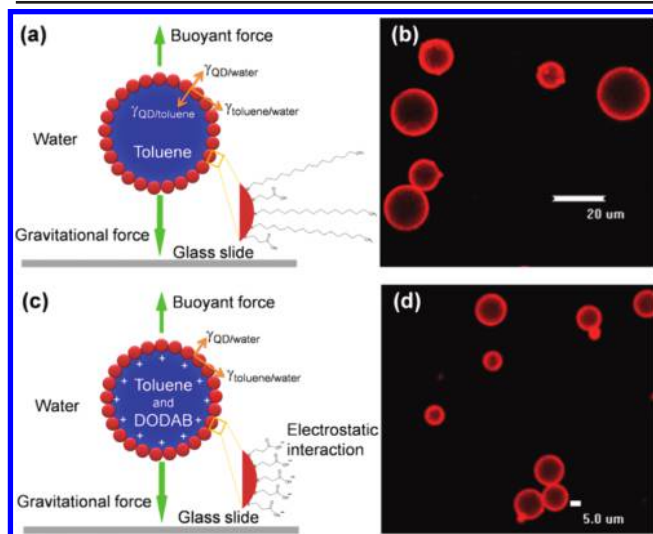 (a)
Buoyant force
γQD/water
γtoluene/water
γQD/toluene
Water
Toluene
Gravitational force
Glass slide
(b)
20 um
(c)
Buoyant force
γQD/water
γtoluene/water
Toluene
and
DODAB
Water
Electrostatic
interaction
Gravitational force
Glass slide
(d)
5.0 um